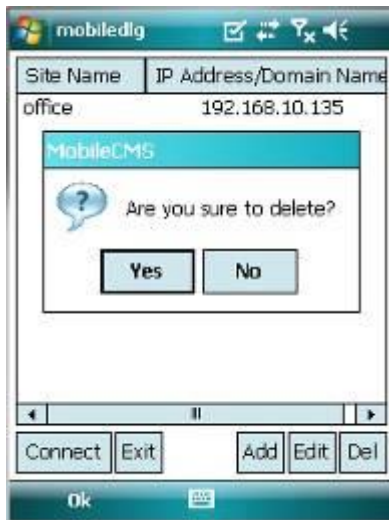 mobiledlg
Site Name IP Address/Domain Name
office 192.168.10.135
MobileCMS
Are you sure to delete?
Yes No
Connect Exit Add Edit Del
Ok